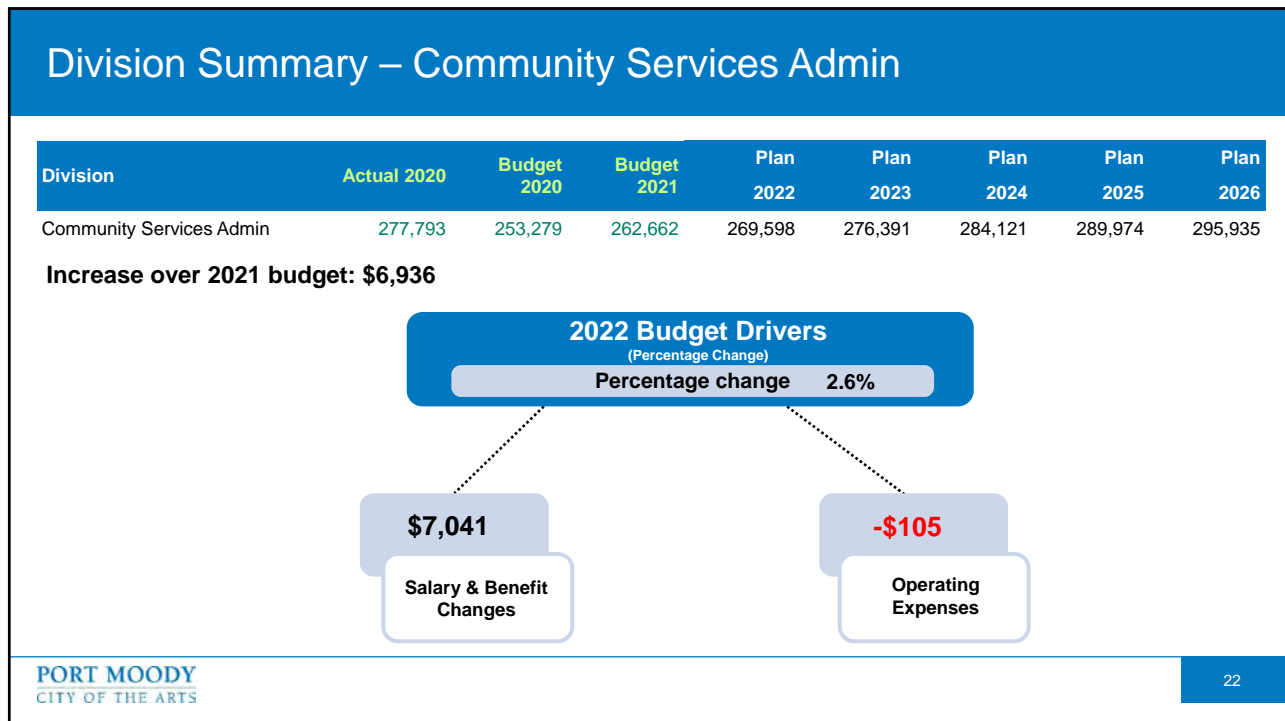 Division Summary – Community Services Admin
Division Actual 2020 Budget 2020 Budget 2021 Plan 2022 Plan 2023 Plan 2024 Plan 2025 Plan 2026
Community Services Admin 277,793 253,279 262,662 269,598 276,391 284,121 289,974 295,935
Increase over 2021 budget: $6,936
2022 Budget Drivers
(Percentage Change)
Percentage change 2.6%
$7,041
Salary & Benefit
Changes
-$105
Operating
Expenses
PORT MOODY
CITY OF THE ARTS
22